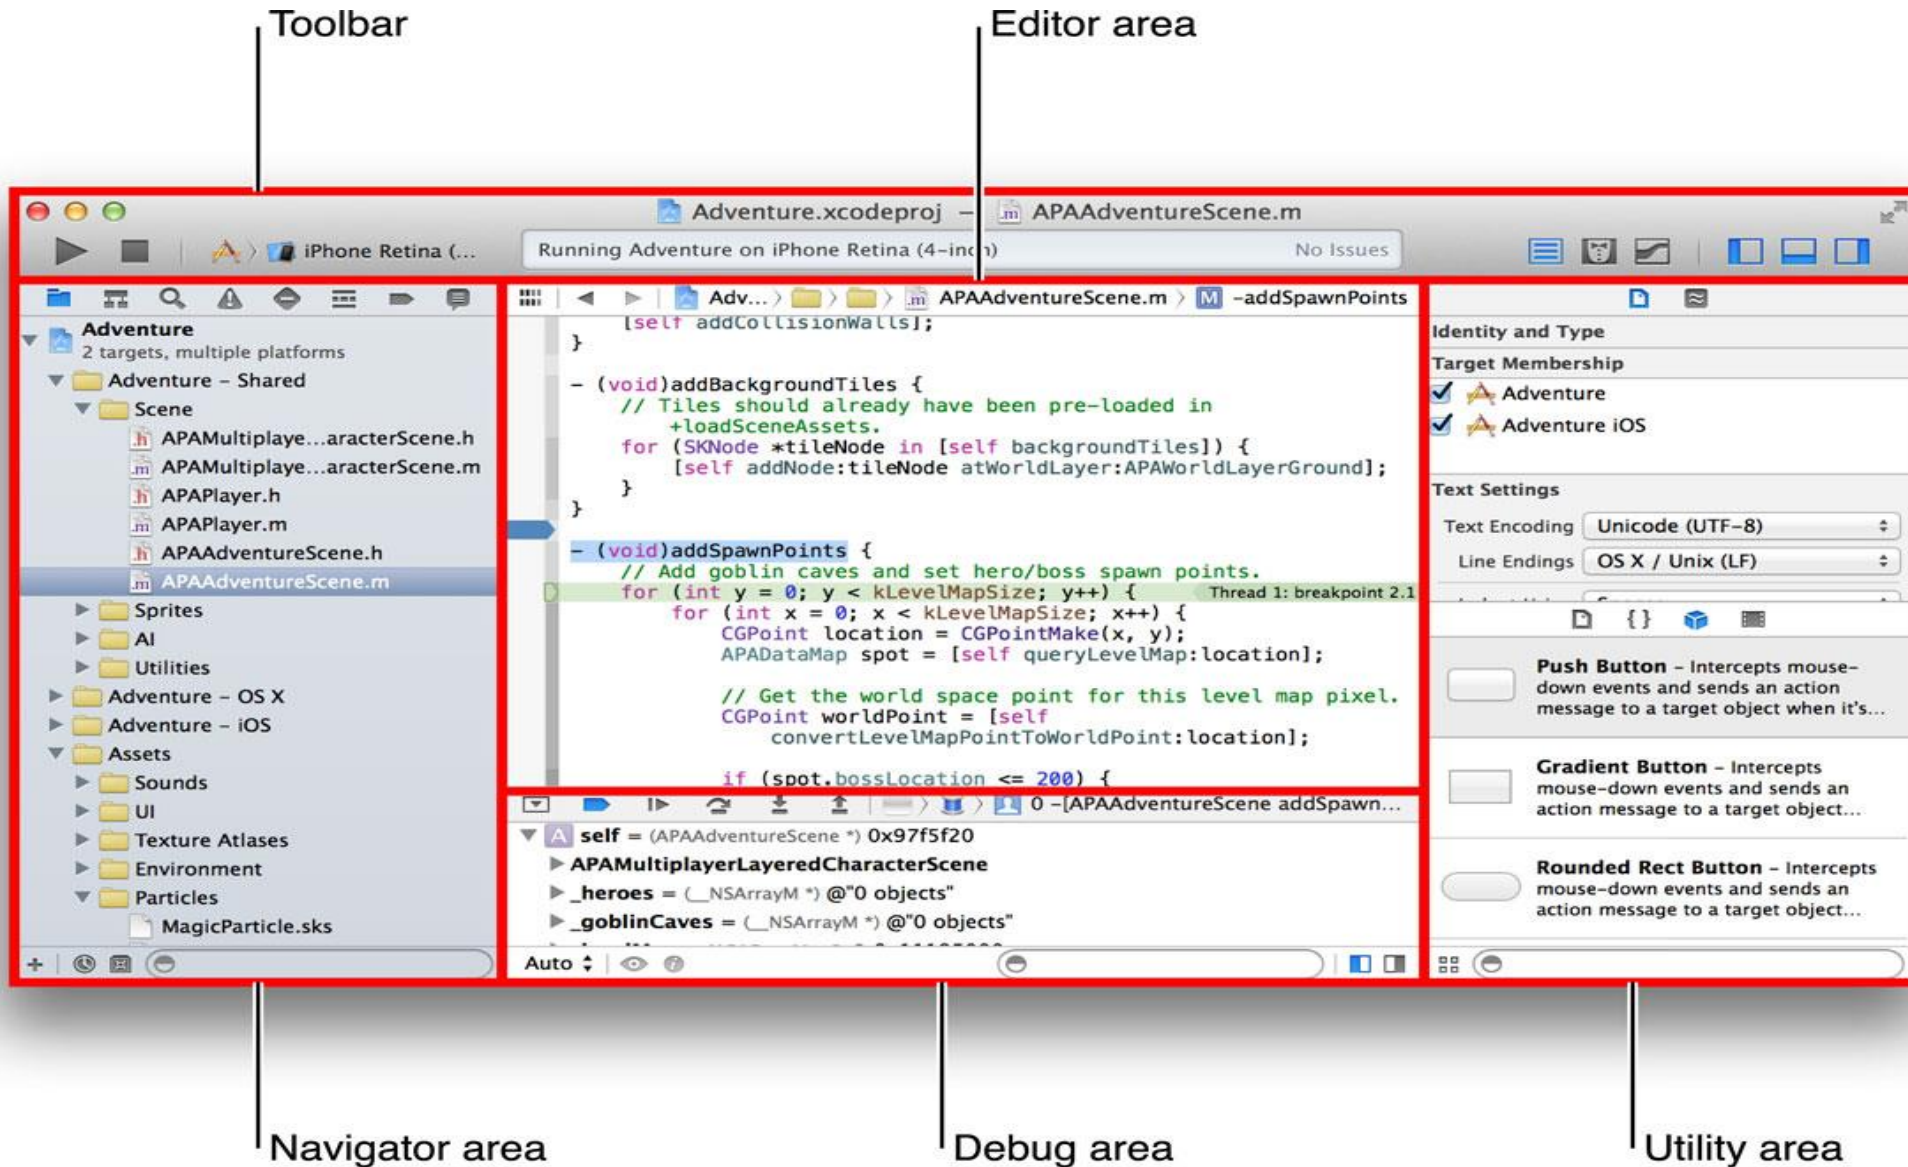 Toolbar
Editor area
Adventure.xcodeproj — APAAdventureScene.m
iPhone Retina (...
Running Adventure on iPhone Retina (4-inch)
No Issues
Adventure
2 targets, multiple platforms
Adventure – Shared
Scene
APAMultiplaye...aracterScene.h
APAMultiplaye...aracterScene.m
APAPlayer.h
APAPlayer.m
APAAdventureScene.h
APAAdventureScene.m
Sprites
AI
Utilities
Adventure – OS X
Adventure – iOS
Assets
Sounds
UI
Texture Atlases
Environment
Particles
MagicParticle.sks
Adv... APAAdventureScene.m M -addSpawnPoints
[self addCollisionWalls];
}
- (void)addBackgroundTiles {
// Tiles should already have been pre-loaded in
+loadSceneAssets.
for (SKNode *tileNode in [self backgroundTiles]) {
[self addNode:tileNode atWorldLayer:APAWorldLayerGround];
}
}
- (void)addSpawnPoints {
// Add goblin caves and set hero/boss spawn points.
for (int y = 0; y < kLevelMapSize; y++) { Thread 1: breakpoint 2.1
for (int x = 0; x < kLevelMapSize; x++) {
CGPoint location = CGPointMake(x, y);
APADataMap spot = [self queryLevelMap:location];
// Get the world space point for this level map pixel.
CGPoint worldPoint = [self
convertLevelMapPointToWorldPoint:location];
if (spot.bossLocation <= 200) {
0 -[APAAdventureScene addSpawn...
A self = (APAAdventureScene *) 0x97f5f20
APAMultiplayerLayeredCharacterScene
_heroes = (__NSArrayM *) @"0 objects"
_goblinCaves = (__NSArrayM *) @"0 objects"
Auto
Identity and Type
Target Membership
Adventure
Adventure iOS
Text Settings
Text Encoding Unicode (UTF-8)
Line Endings OS X / Unix (LF)
{ }
Push Button – Intercepts mouse-
down events and sends an action
message to a target object when it's...
Gradient Button – Intercepts
mouse-down events and sends an
action message to a target object...
Rounded Rect Button – Intercepts
mouse-down events and sends an
action message to a target object...
Navigator area
Debug area
Utility area